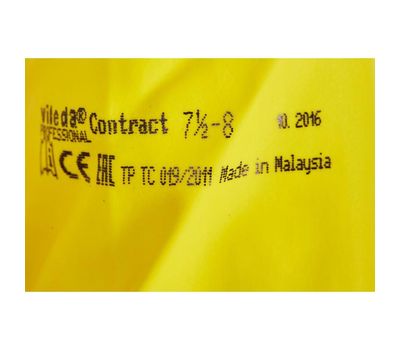 vileda® Contract 7½-8 10. 2016
PROFESSIONAL
CE EAC TP TC 019/2011 Made in Malaysia